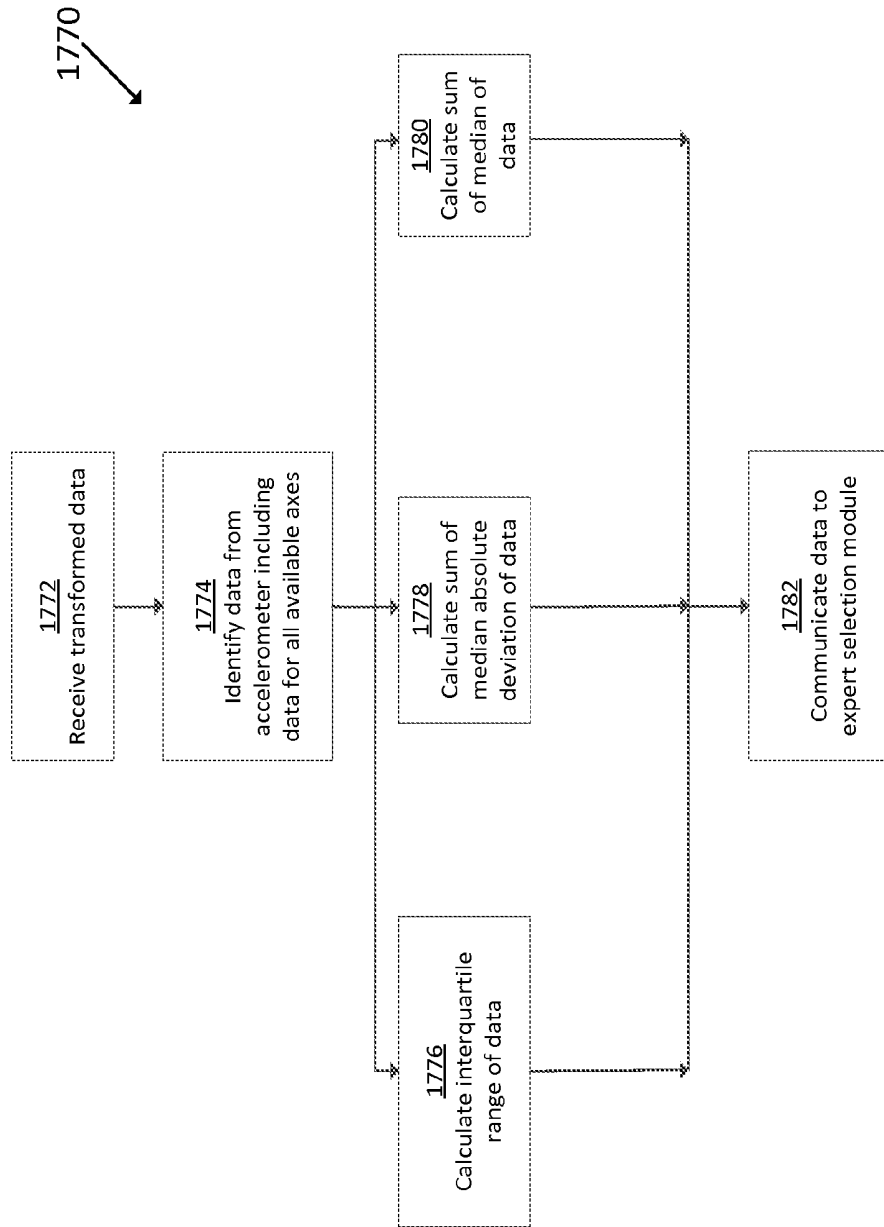 1770
1772
Receive transformed data
1774
Identify data from
accelerometer including
data for all available axes
1776
Calculate interquartile
range of data
1778
Calculate sum of
median absolute
deviation of data
1780
Calculate sum
of median of
data
1782
Communicate data to
expert selection module